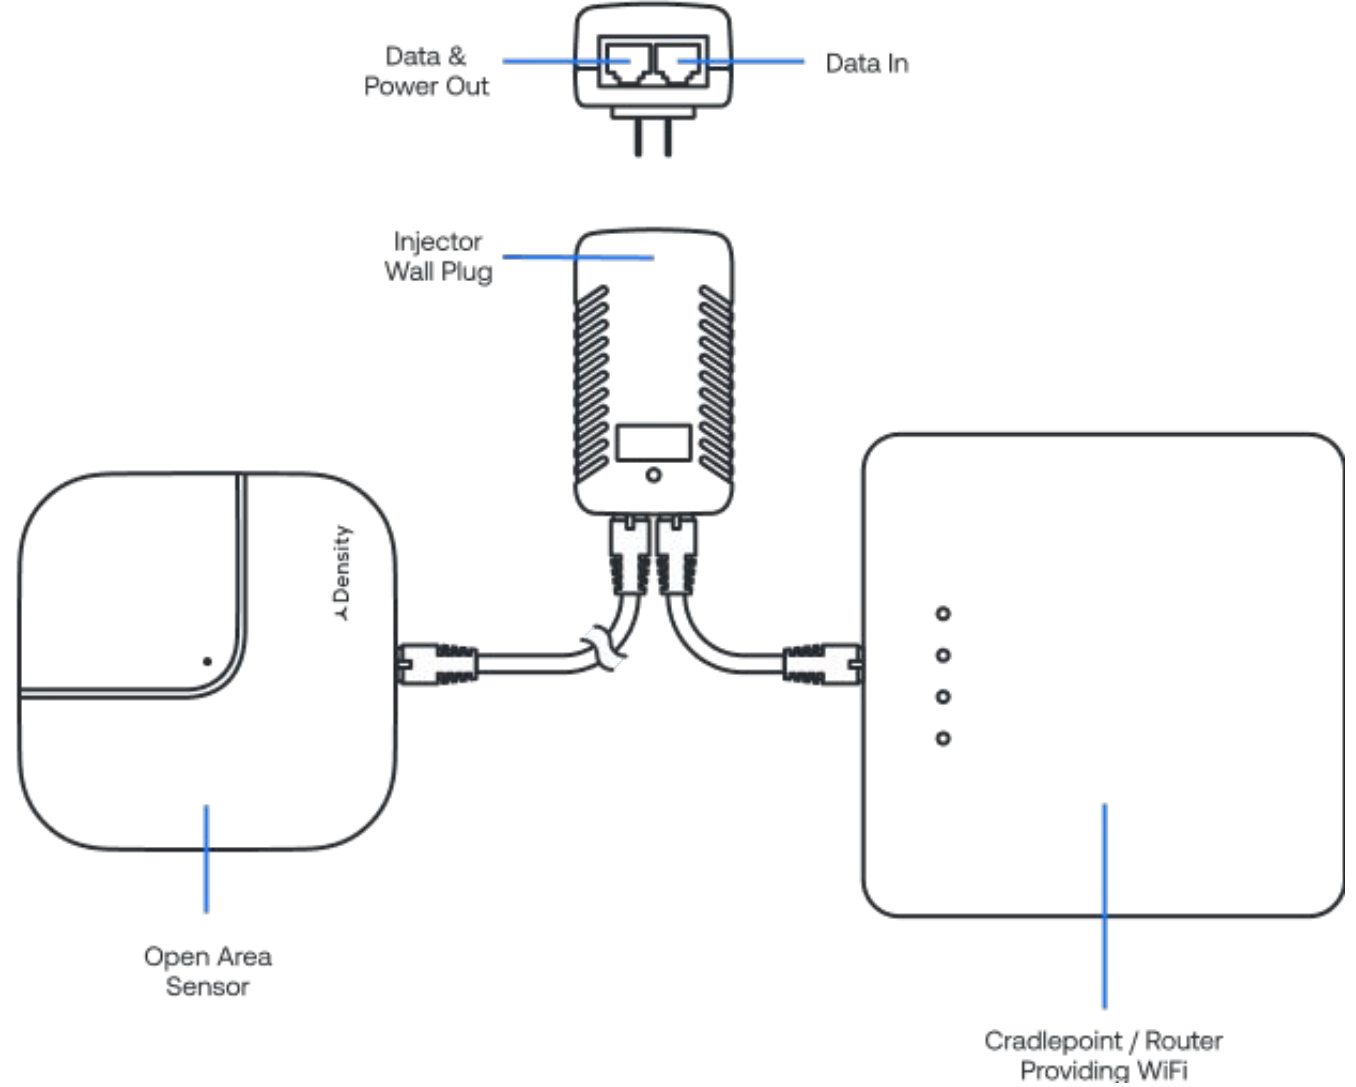 Data &
Power Out
Data In
Injector
Wall Plug
Density
Open Area
Sensor
Cradlepoint / Router
Providing WiFi